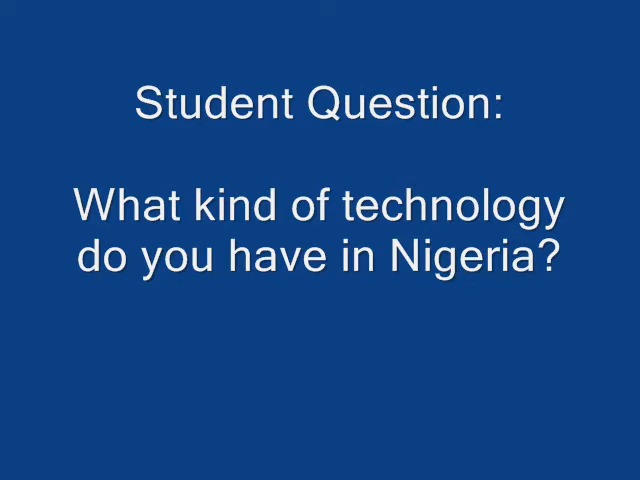 Student Question:
What kind of technology
do you have in Nigeria?